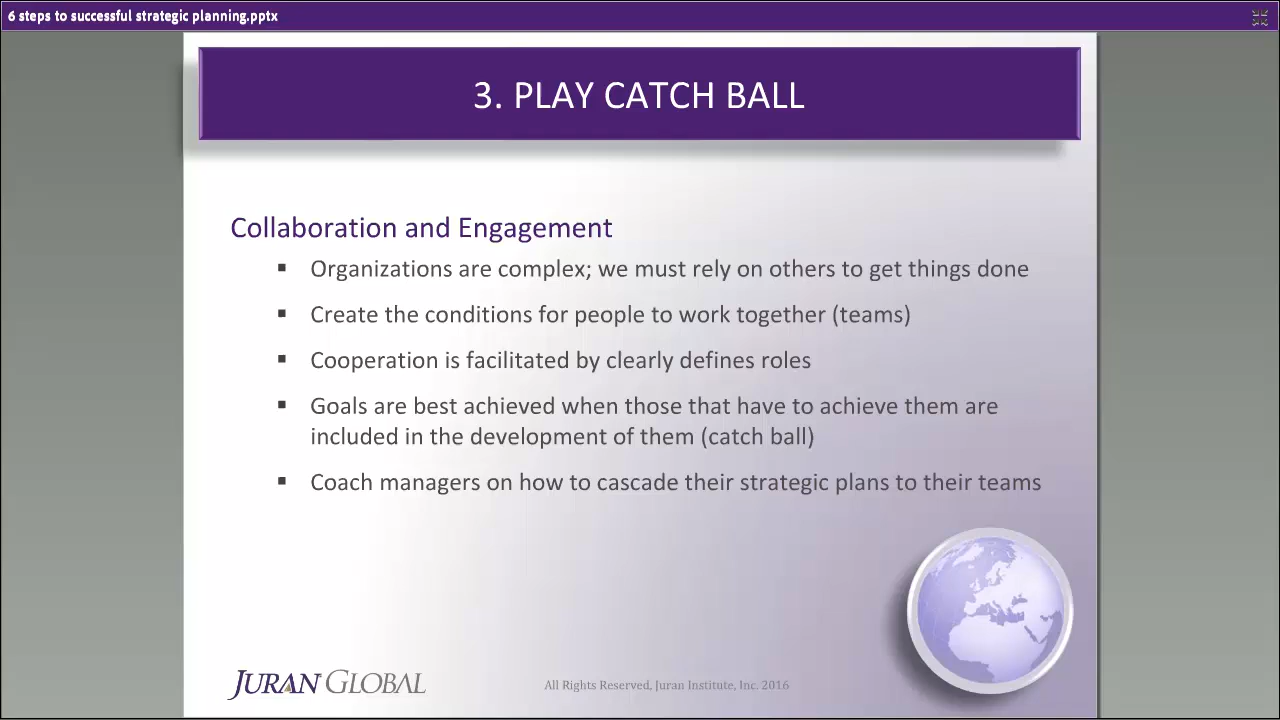 6 steps to successful strategic planning.pptx
3. PLAY CATCH BALL
Collaboration and Engagement
▪ Organizations are complex; we must rely on others to get things done
▪ Create the conditions for people to work together (teams)
▪ Cooperation is facilitated by clearly defines roles
▪ Goals are best achieved when those that have to achieve them are
included in the development of them (catch ball)
▪ Coach managers on how to cascade their strategic plans to their teams
JURAN GLOBAL
All Rights Reserved, Juran Institute, Inc. 2016